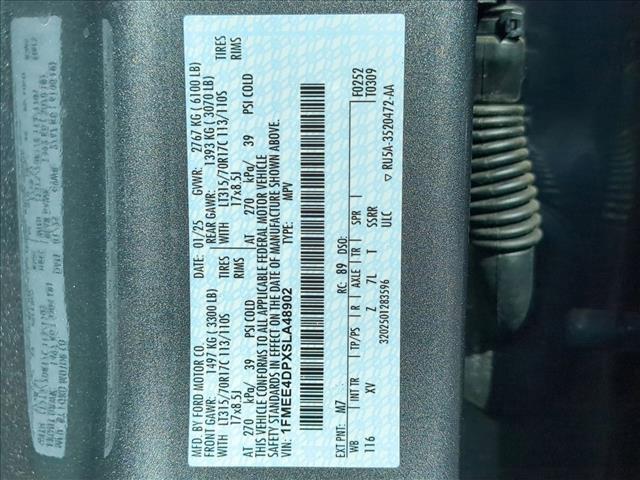 MFD. BY FORD MOTOR CO.
DATE: 01/25 GVWR: 2767 KG ( 6100 LB)
FRONT GAWR: 1497 KG ( 3300 LB) REAR GAWR: 1393 KG ( 3070 LB)
WITH LT315/70R17C 113/110S TIRES WITH LT315/70R17C 113/110S TIRES
17x8.5J RIMS 17x8.5J RIMS
AT 270 kPa/ 39 PSI COLD AT 270 kPa/ 39 PSI COLD
THIS VEHICLE CONFORMS TO ALL APPLICABLE FEDERAL MOTOR VEHICLE
SAFETY STANDARDS IN EFFECT ON THE DATE OF MANUFACTURE SHOWN ABOVE.
1FMEE4DPXSLA48902 MPV
F0252
T0309
EXT PNT: M7 RC: 89 DSO:
WB INT TR TP/PS R AXLE TR SPR
116 XV Z 7L T SSRR
3202501283596 ULC
▽ RU5A-3520472-AA